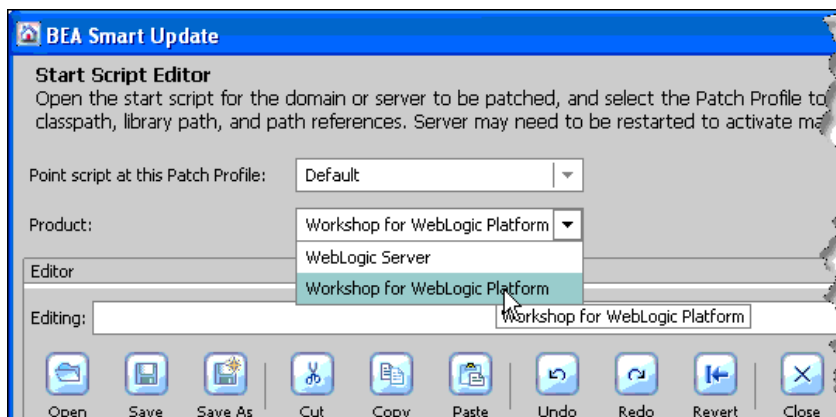 BEA Smart Update
Start Script Editor
Open the start script for the domain or server to be patched, and select the Patch Profile to
classpath, library path, and path references. Server may need to be restarted to activate
Point script at this Patch Profile: Default
Product: Workshop for WebLogic Platform
WebLogic Server
Editor
Workshop for WebLogic Platform
Editing:
Workshop for WebLogic Platform
Open Save Save As Cut Copy Paste Undo Redo Revert Close